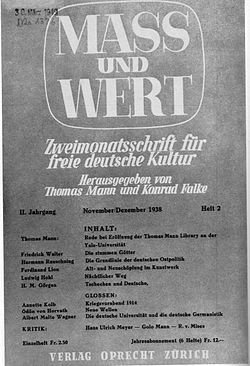 MASS
UND
WERT
Zweimonatsschrift für
freie deutsche Kultur
Herausgegeben von
Thomas Mann und Konrad Falke
II. Jahrgang November/Dezember 1938 Heft 2
INHALT:
Thomas Mann: Rede bei Eröffnung der Thomas Mann Library an der
Yale-Universität
Friedrich Walter Die stummen Götter
Hermann Rauschning Die Grundlinie der deutschen Ostpolitik
Ferdinand Lion Alt- und Neuschöpfung im Kunstwerk
Ludwig Hohl Nächtlicher Weg
H. M. Görgen Tschechen und Deutsche.
GLOSSEN:
Annette Kolb Kriegsvorabend 1914
Ödön von Horvath Neue Wellen
Albert Malte Wagner Die deutsche Universität und die deutsche Germanistik
KRITIK: Hans Ulrich Meyer — Golo Mann — R. v. Mises
Einzelheft Fr. 2.50 Jahresabonnement (6 Hefte) Fr. 12.—
VERLAG OPRECHT ZÜRICH